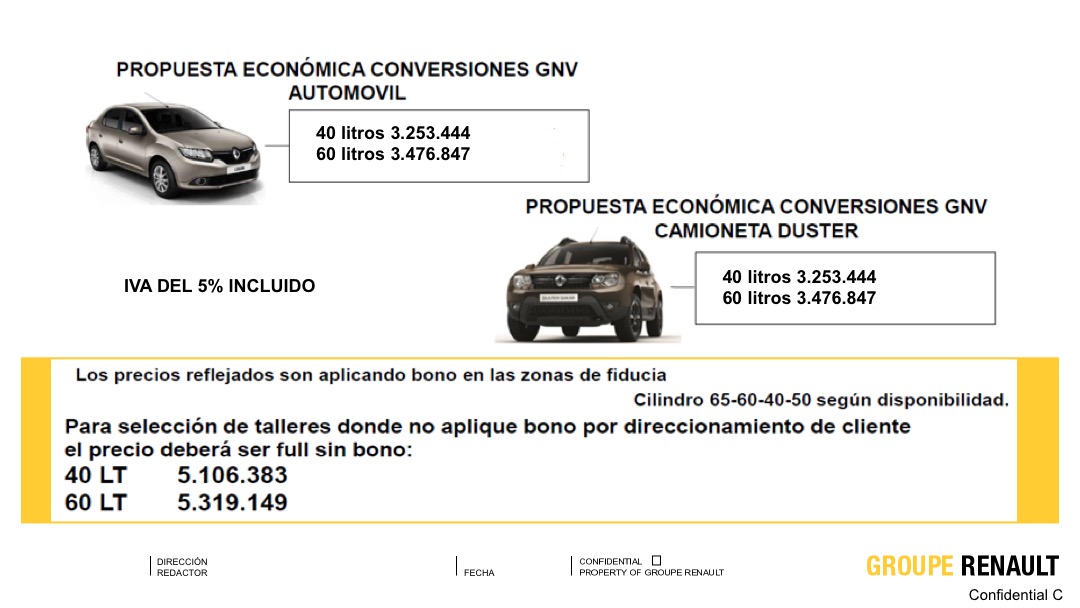 PROPUESTA ECONÓMICA CONVERSIONES GNV
AUTOMOVIL
40 litros 3.253.444
60 litros 3.476.847
PROPUESTA ECONÓMICA CONVERSIONES GNV
CAMIONETA DUSTER
40 litros 3.253.444
60 litros 3.476.847
IVA DEL 5% INCLUIDO
Los precios reflejados son aplicando bono en las zonas de fiducia
Cilindro 65-60-40-50 según disponibilidad.
Para selección de talleres donde no aplique bono por direccionamiento de cliente
el precio deberá ser full sin bono:
40 LT 5.106.383
60 LT 5.319.149
DIRECCIÓN
REDACTOR
FECHA
CONFIDENTIAL
PROPERTY OF GROUPE RENAULT
GROUPE RENAULT
Confidential C